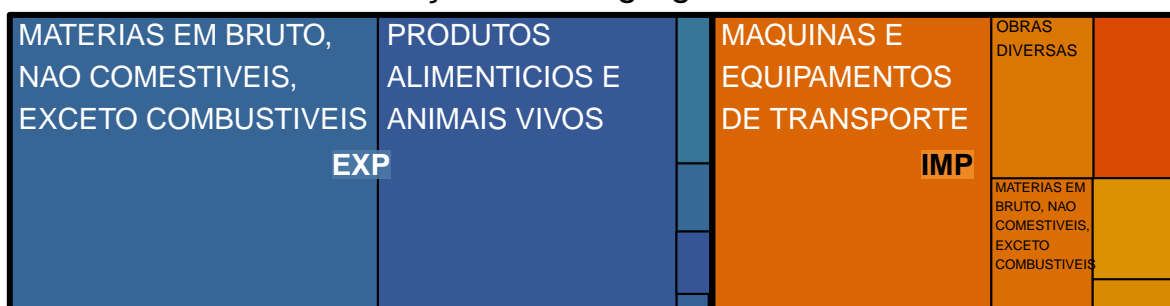 MATERIAS EM BRUTO,
NAO COMESTIVEIS,
EXCETO COMBUSTIVEIS
PRODUTOS
ALIMENTICIOS E
ANIMAIS VIVOS
EXP
MAQUINAS E
EQUIPAMENTOS
DE TRANSPORTE
IMP
OBRAS
DIVERSAS
MATERIAS EM
BRUTO, NAO
COMESTIVEIS,
EXCETO
COMBUSTIVEIS